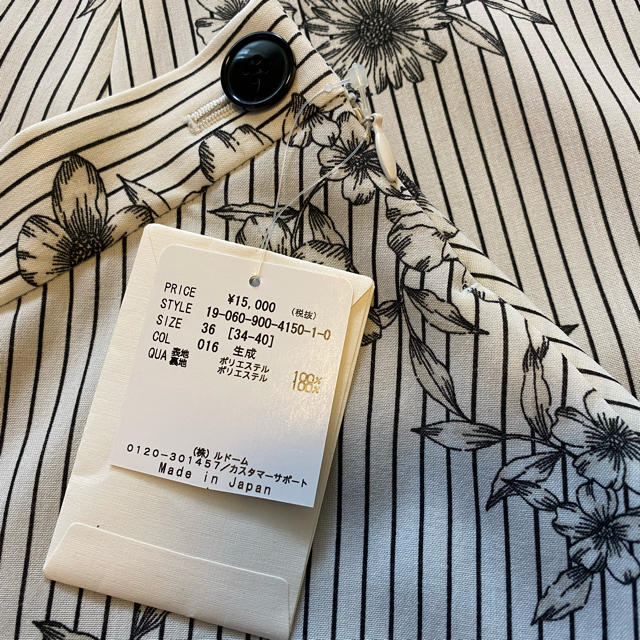 PRICE ¥15,000 (税抜)
STYLE 19-060-900-4150-1-0
SIZE 36 [34-40]
COL 016 生成
QUA 表地 ポリエステル 100%
裏地 ポリエステル 100%
(株) ルドーム
0120-301457/カスタマーサポート
Made in Japan